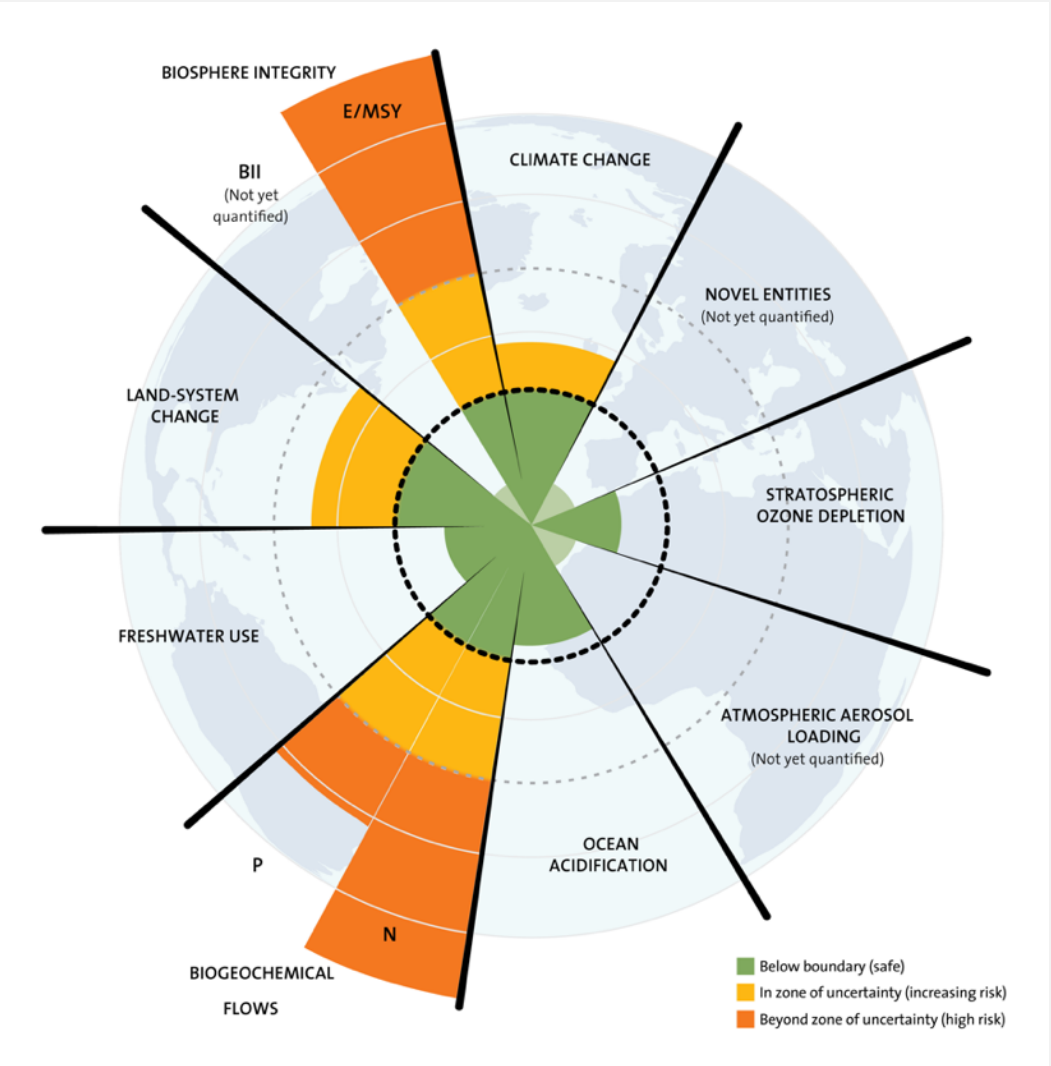 BIOSPHERE INTEGRITY
E/MSY
BII
(Not yet
quantified)
CLIMATE CHANGE
NOVEL ENTITIES
(Not yet quantified)
LAND-SYSTEM
CHANGE
STRATOSPHERIC
OZONE DEPLETION
FRESHWATER USE
ATMOSPHERIC AEROSOL
LOADING
(Not yet quantified)
OCEAN
ACIDIFICATION
P
N
BIOGEOCHEMICAL
FLOWS
Below boundary (safe)
In zone of uncertainty (increasing risk)
Beyond zone of uncertainty (high risk)